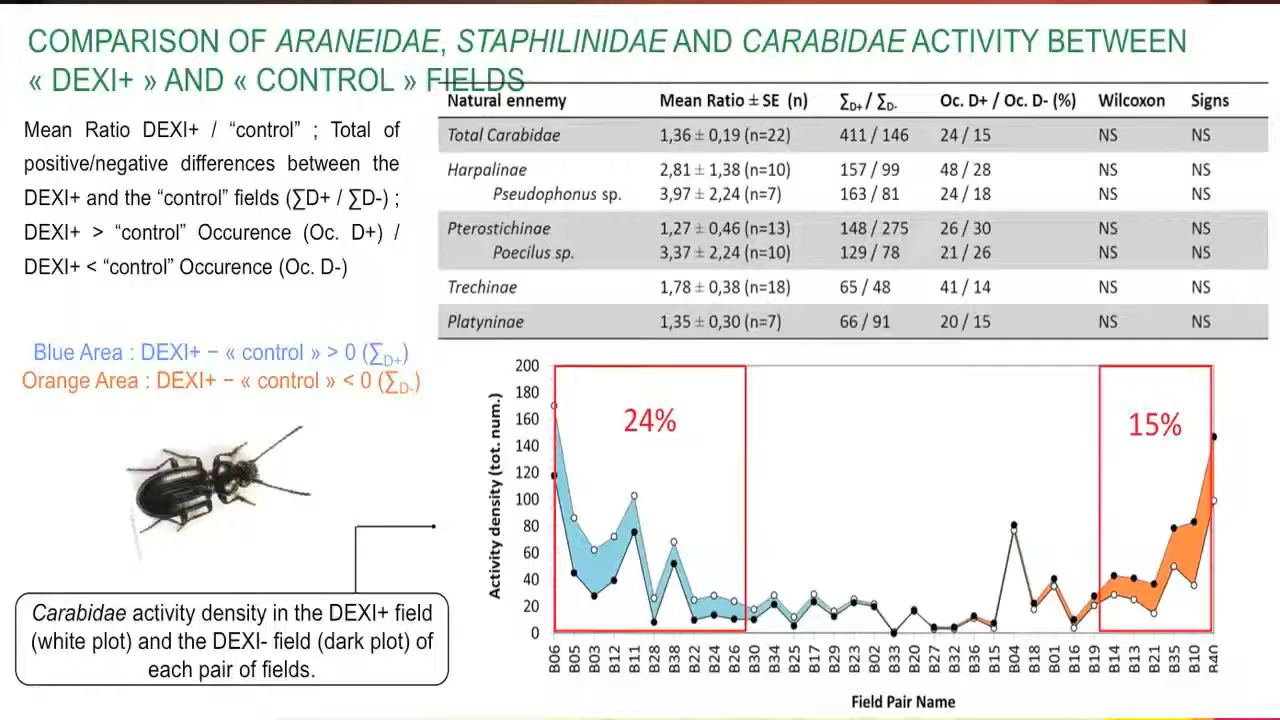 COMPARISON OF ARANEIDAE, STAPHILINIDAE AND CARABIDAE ACTIVITY BETWEEN
« DEXI+ » AND « CONTROL » FIELDS
Mean Ratio DEXI+ / “control” ; Total of
positive/negative differences between the
DEXI+ and the “control” fields (∑D+ / ∑D-) ;
DEXI+ > “control” Occurence (Oc. D+) /
DEXI+ < “control” Occurence (Oc. D-)
Natural ennemy Mean Ratio ± SE (n) ∑D+ / ∑D- Oc. D+ / Oc. D- (%) Wilcoxon Signs
Total Carabidae 1,36 ± 0,19 (n=22) 411 / 146 24 / 15 NS NS
Harpalinae 2,81 ± 1,38 (n=10) 157 / 99 48 / 28 NS NS
Pseudophonus sp. 3,97 ± 2,24 (n=7) 163 / 81 24 / 18 NS NS
Pterostichinae 1,27 ± 0,46 (n=13) 148 / 275 26 / 30 NS NS
Poecilus sp. 3,37 ± 2,24 (n=10) 129 / 78 21 / 26 NS NS
Trechinae 1,78 ± 0,38 (n=18) 65 / 48 41 / 14 NS NS
Platyninae 1,35 ± 0,30 (n=7) 66 / 91 20 / 15 NS NS
Blue Area : DEXI+ − « control » > 0 (∑D+)
Orange Area : DEXI+ − « control » < 0 (∑D-)
Carabidae activity density in the DEXI+ field
(white plot) and the DEXI- field (dark plot) of
each pair of fields.
Activity density (tot. num.)
200
180
160
140
120
100
80
60
40
20
0
24%
15%
B06 B05 B03 B12 B11 B28 B38 B22 B24 B26 B30 B34 B25 B17 B29 B23 B02 B33 B20 B27 B32 B36 B15 B04 B18 B01 B16 B19 B14 B13 B21 B35 B10 R40
Field Pair Name